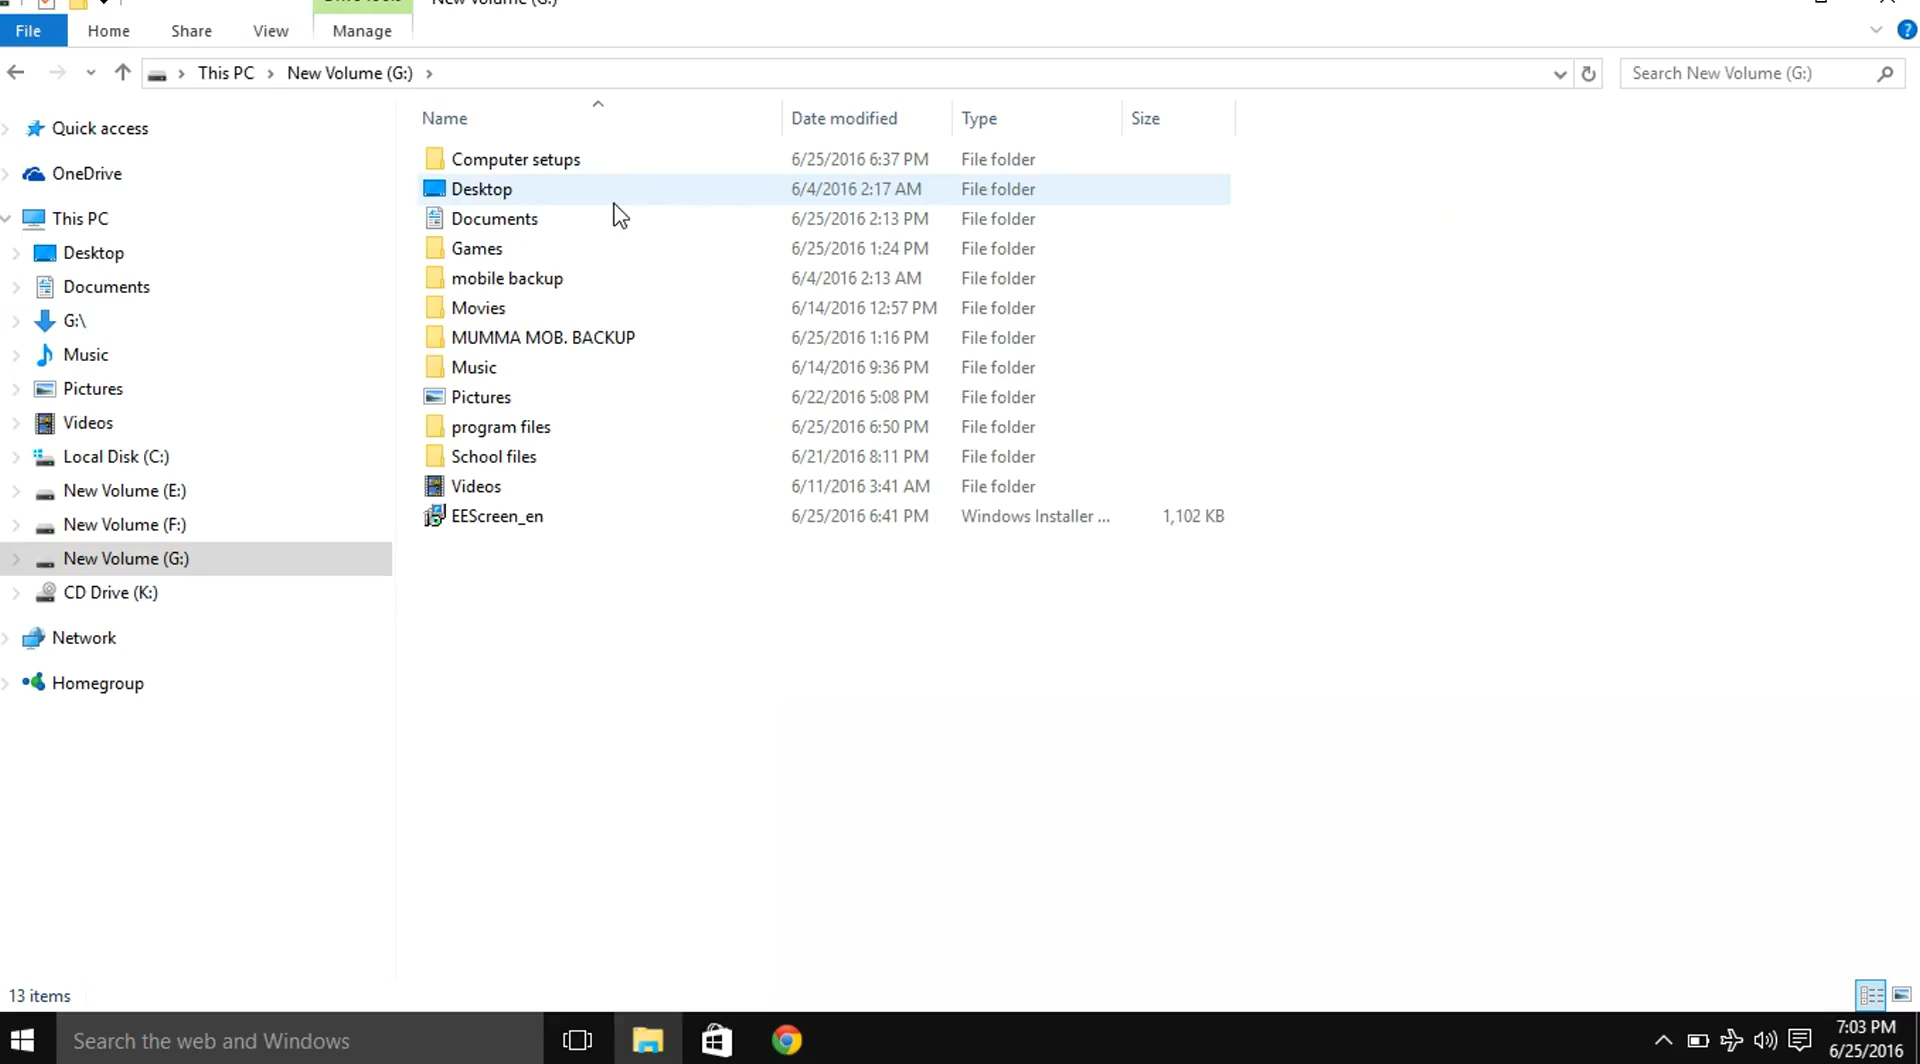 New Volume (G:)
File Home Share View Manage
This PC New Volume (G:) Search New Volume (G:)
Name Date modified Type Size
Quick access
OneDrive
This PC
Desktop
Documents
G:\
Music
Pictures
Videos
Local Disk (C:)
New Volume (E:)
New Volume (F:)
New Volume (G:)
CD Drive (K:)
Network
Homegroup
Computer setups 6/25/2016 6:37 PM File folder
Desktop 6/4/2016 2:17 AM File folder
Documents 6/25/2016 2:13 PM File folder
Games 6/25/2016 1:24 PM File folder
mobile backup 6/4/2016 2:13 AM File folder
Movies 6/14/2016 12:57 PM File folder
MUMMA MOB. BACKUP 6/25/2016 1:16 PM File folder
Music 6/14/2016 9:36 PM File folder
Pictures 6/22/2016 5:08 PM File folder
program files 6/25/2016 6:50 PM File folder
School files 6/21/2016 8:11 PM File folder
Videos 6/11/2016 3:41 AM File folder
EEScreen_en 6/25/2016 6:41 PM Windows Installer ... 1,102 KB
13 items
Search the web and Windows
7:03 PM
6/25/2016